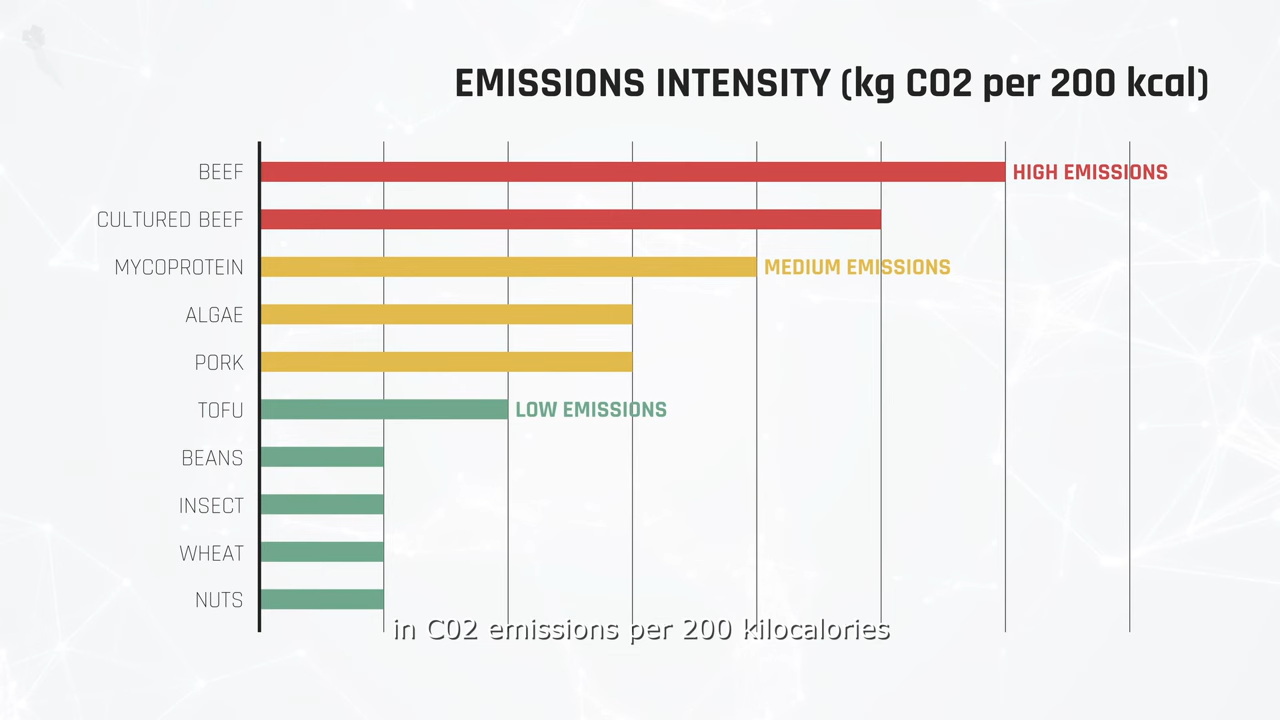 EMISSIONS INTENSITY (kg CO2 per 200 kcal)
BEEF
HIGH EMISSIONS
CULTURED BEEF
MYCOPROTEIN
MEDIUM EMISSIONS
ALGAE
PORK
TOFU
LOW EMISSIONS
BEANS
INSECT
WHEAT
NUTS
in C02 emissions per 200 kilocalories